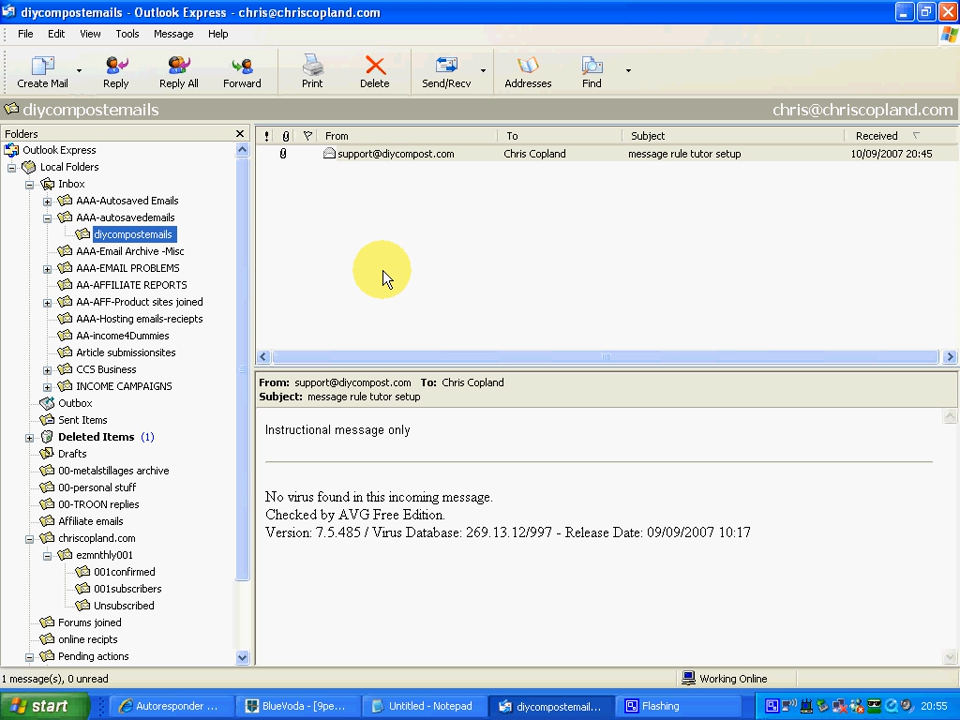 diycompostemails - Outlook Express - chris@chriscopland.com
File Edit View Tools Message Help
Create Mail Reply Reply All Forward Print Delete Send/Recv Addresses Find
diycompostemails chris@chriscopland.com
Folders
! From To Subject Received
Outlook Express
support@diycompost.com Chris Copland message rule tutor setup 10/09/2007 20:45
Local Folders
Inbox
AAA-Autosaved Emails
AAA-autosavedemails
diycompostemails
AAA-Email Archive -Misc
AAA-EMAIL PROBLEMS
AA-AFFILIATE REPORTS
AA-AFF-Product sites joined
AAA-Hosting emails-reciepts
AA-income4Dummies
Article submissionsites
CCS Business
INCOME CAMPAIGNS
Outbox
Sent Items
Deleted Items (1)
Drafts
00-metalstillages archive
00-personal stuff
00-TROON replies
Affiliate emails
chriscopland.com
ezmnthly001
001confirmed
001subscribers
Unsubscribed
Forums joined
online recipts
Pending actions
From: support@diycompost.com To: Chris Copland
Subject: message rule tutor setup
Instructional message only
No virus found in this incoming message.
Checked by AVG Free Edition.
Version: 7.5.485 / Virus Database: 269.13.12/997 - Release Date: 09/09/2007 10:17
1 message(s), 0 unread
Working Online
start Autoresponder ... BlueVoda - [9pe... Untitled - Notepad diycompostemail... Flashing 20:55